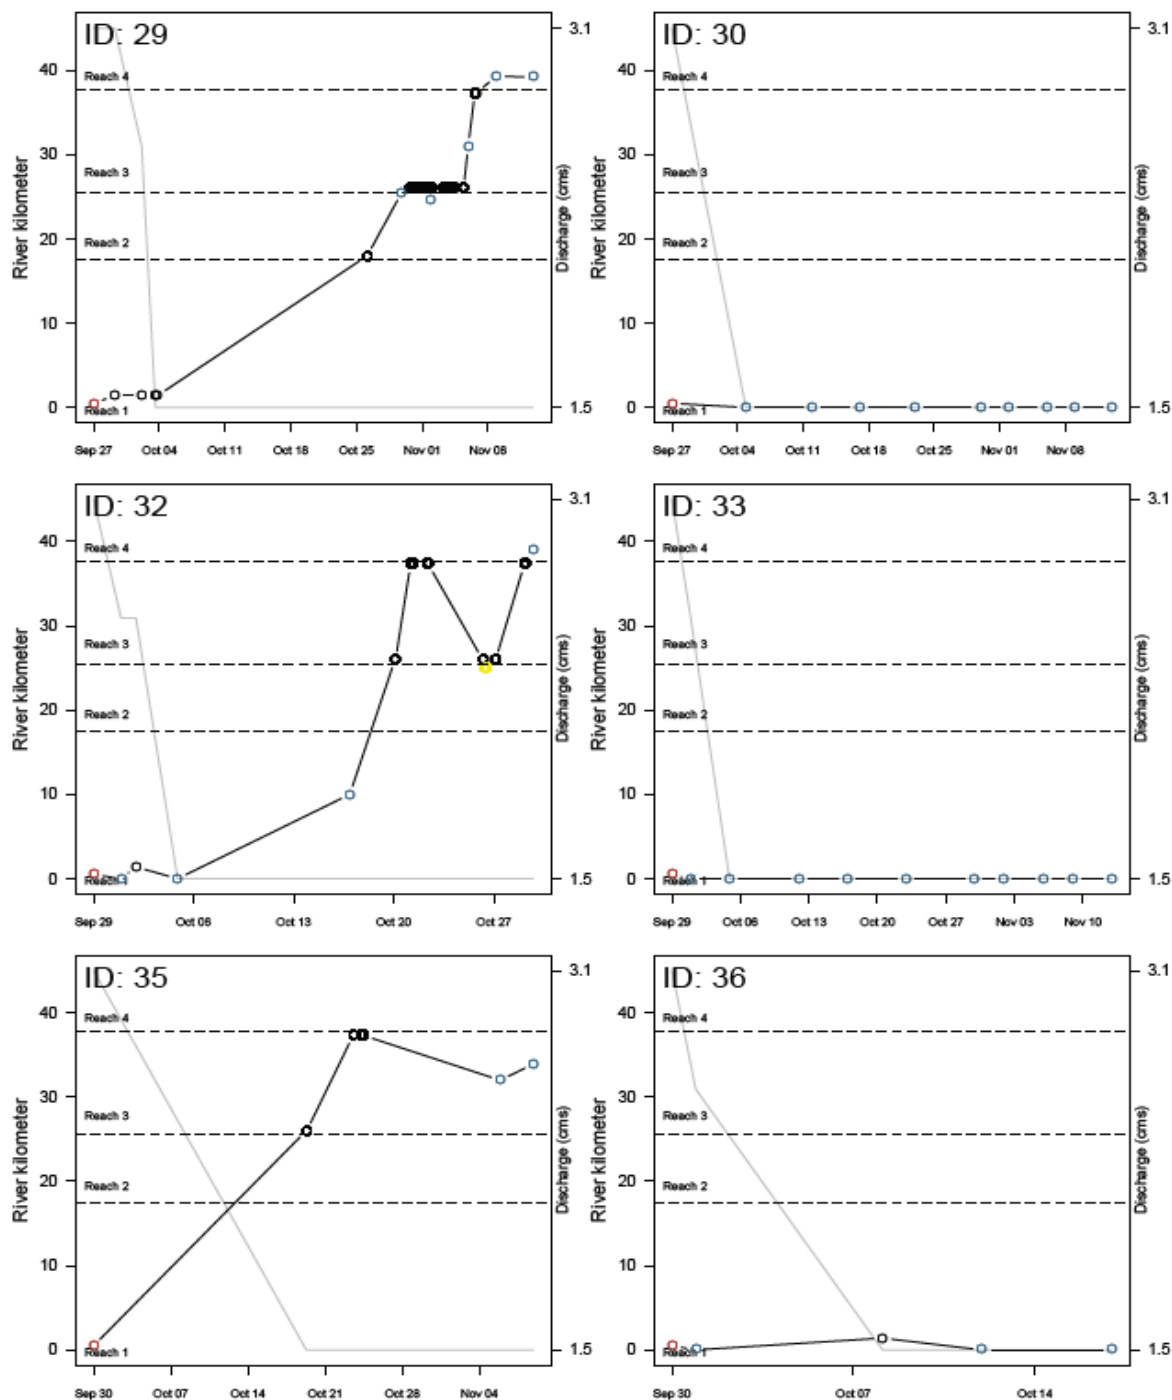 ID: 29
3.1
40
Reach 4
30
Reach 3
20
Reach 2
10
0
Reach 1
1.5
River kilometer
Discharge (cms)
Sep 27 Oct 04 Oct 11 Oct 18 Oct 25 Nov 01 Nov 08
ID: 30
3.1
40
Reach 4
30
Reach 3
20
Reach 2
10
0
Reach 1
1.5
River kilometer
Discharge (cms)
Sep 27 Oct 04 Oct 11 Oct 18 Oct 25 Nov 01 Nov 08
ID: 32
3.1
40
Reach 4
30
Reach 3
20
Reach 2
10
0
Reach 1
1.5
River kilometer
Discharge (cms)
Sep 29 Oct 06 Oct 13 Oct 20 Oct 27
ID: 33
3.1
40
Reach 4
30
Reach 3
20
Reach 2
10
0
Reach 1
1.5
River kilometer
Discharge (cms)
Sep 29 Oct 06 Oct 13 Oct 20 Oct 27 Nov 03 Nov 10
ID: 35
3.1
40
Reach 4
30
Reach 3
20
Reach 2
10
0
Reach 1
1.5
River kilometer
Discharge (cms)
Sep 30 Oct 07 Oct 14 Oct 21 Oct 28 Nov 04
ID: 36
3.1
40
Reach 4
30
Reach 3
20
Reach 2
10
0
Reach 1
1.5
River kilometer
Discharge (cms)
Sep 30 Oct 07 Oct 14